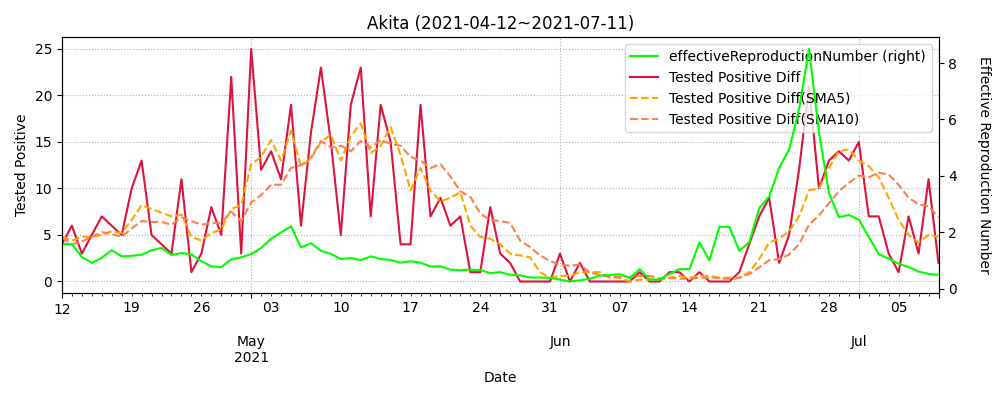 Akita (2021-04-12~2021-07-11)
effectiveReproductionNumber (right)
Tested Positive Diff
Tested Positive Diff(SMA5)
Tested Positive Diff(SMA10)
Tested Positive
25
20
15
10
5
0
8
6
4
2
0
Effective Reproduction Number
12 19 26 03 10 17 24 31 07 14 21 28 05
May Jun Jul
2021
Date